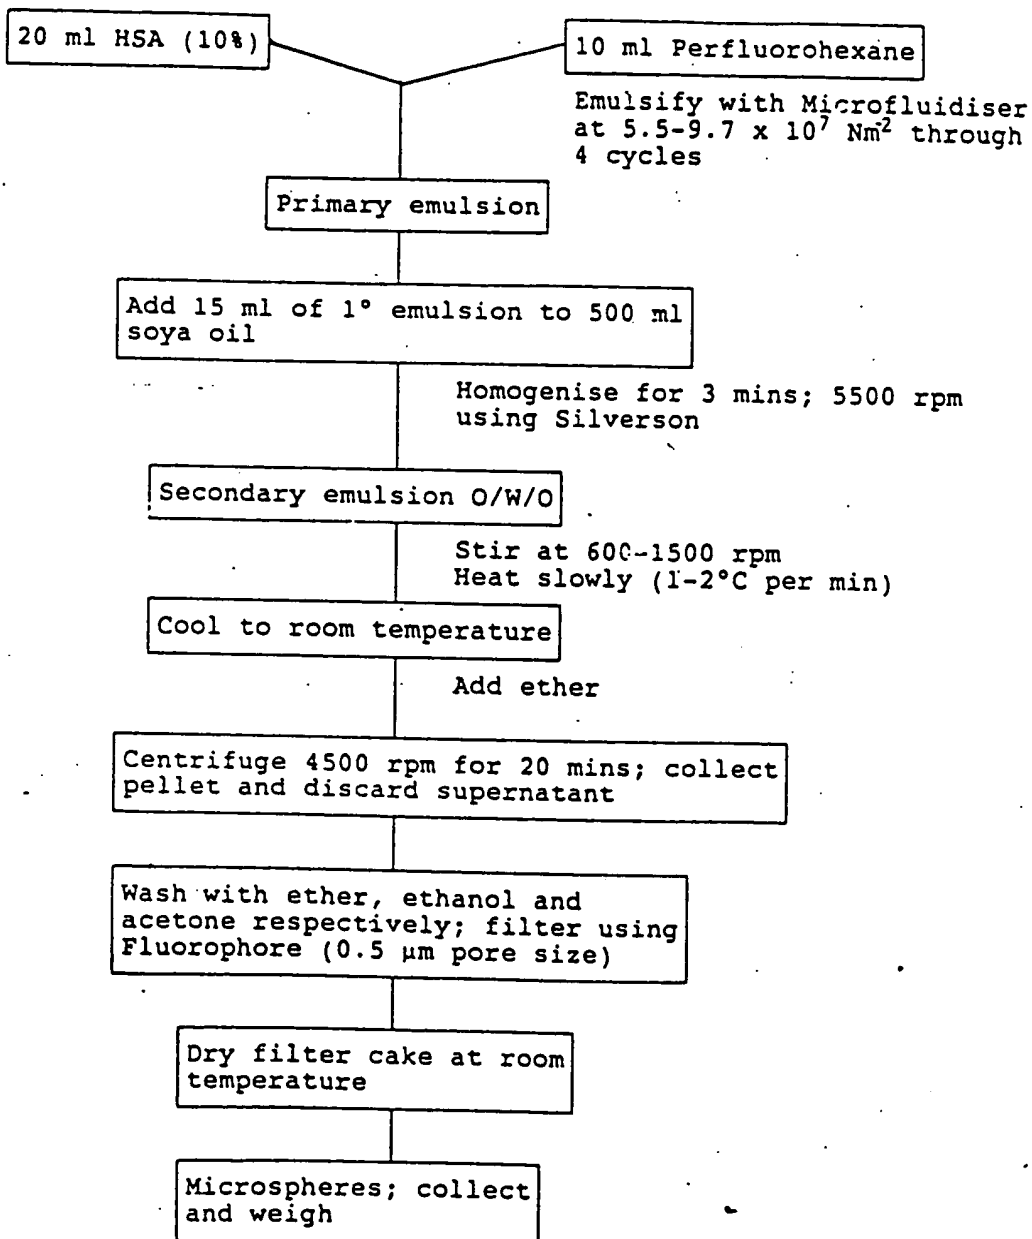 20 ml HSA (10%)
10 ml Perfluorohexane
Emulsify with Microfluidiser
at 5.5-9.7 x 10⁷ Nm⁻² through
4 cycles
Primary emulsion
Add 15 ml of 1° emulsion to 500 ml
soya oil
Homogenise for 3 mins; 5500 rpm
using Silverson
Secondary emulsion O/W/O
Stir at 600-1500 rpm
Heat slowly (1-2°C per min)
Cool to room temperature
Add ether
Centrifuge 4500 rpm for 20 mins; collect
pellet and discard supernatant
Wash with ether, ethanol and
acetone respectively; filter using
Fluorophore (0.5 µm pore size)
Dry filter cake at room
temperature
Microspheres; collect
and weigh